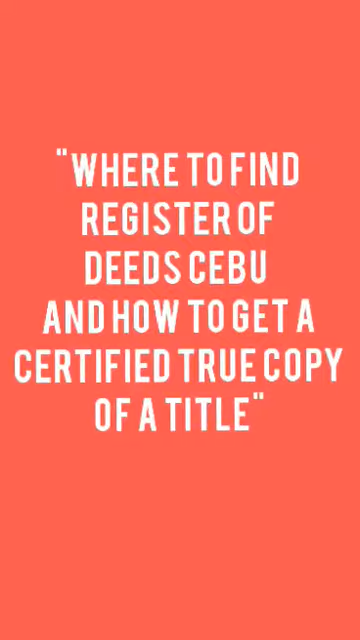 "WHERE TO FIND
REGISTER OF
DEEDS CEBU
AND HOW TO GET A
CERTIFIED TRUE COPY
OF A TITLE"